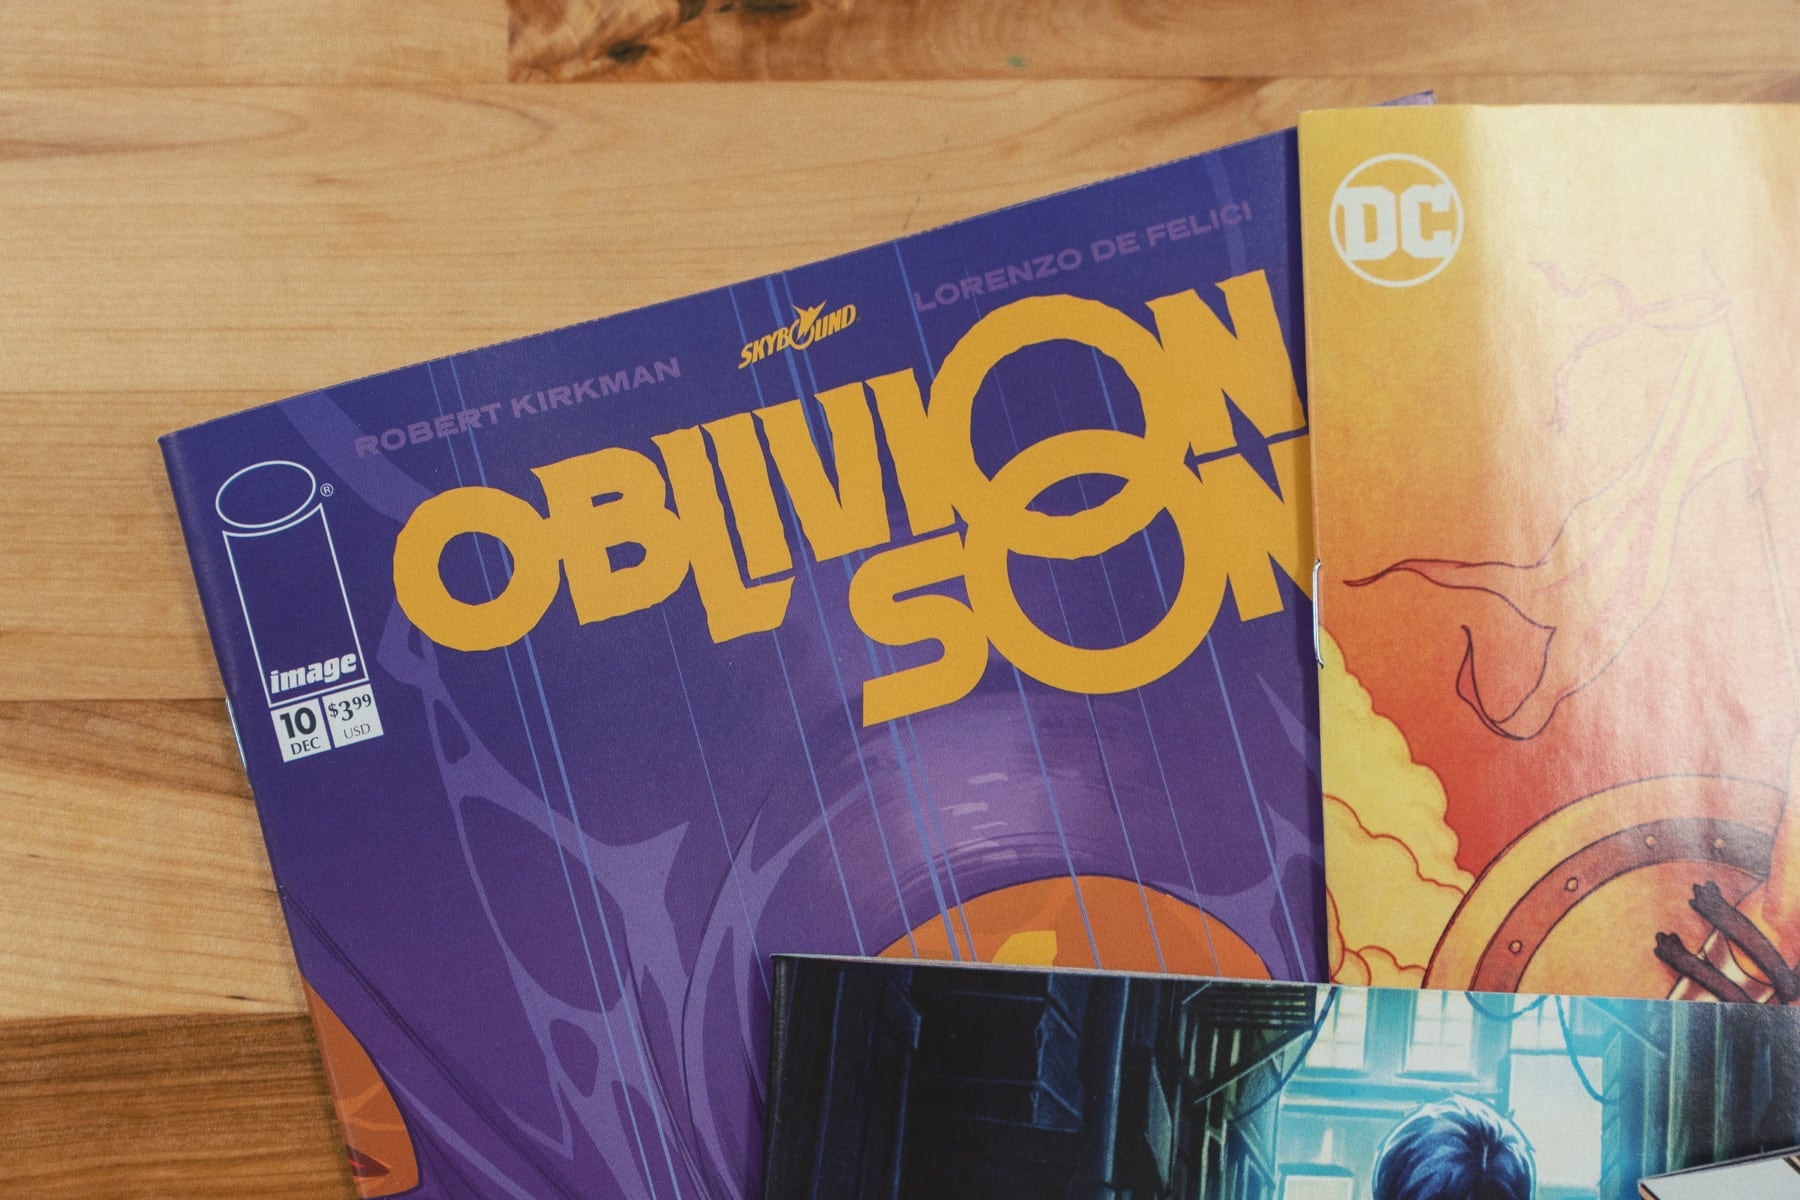 ROBERT KIRKMAN
SKYBOUND
LORENZO DE FELICI
OBLIVION
SON
image
®
10
DEC
$3.99
USD
DC